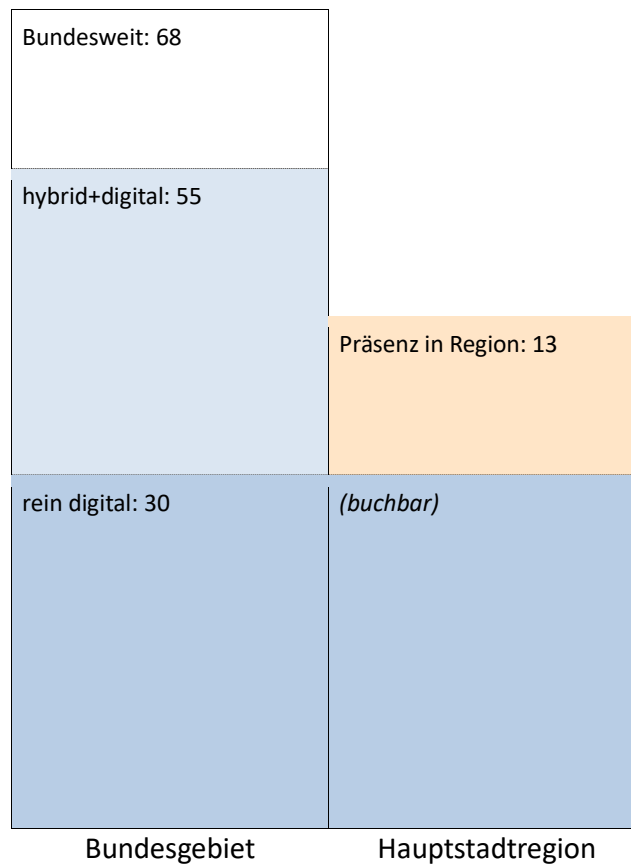 Bundesweit: 68
hybrid+digital: 55
Präsenz in Region: 13
rein digital: 30
(buchbar)
Bundesgebiet
Hauptstadtregion